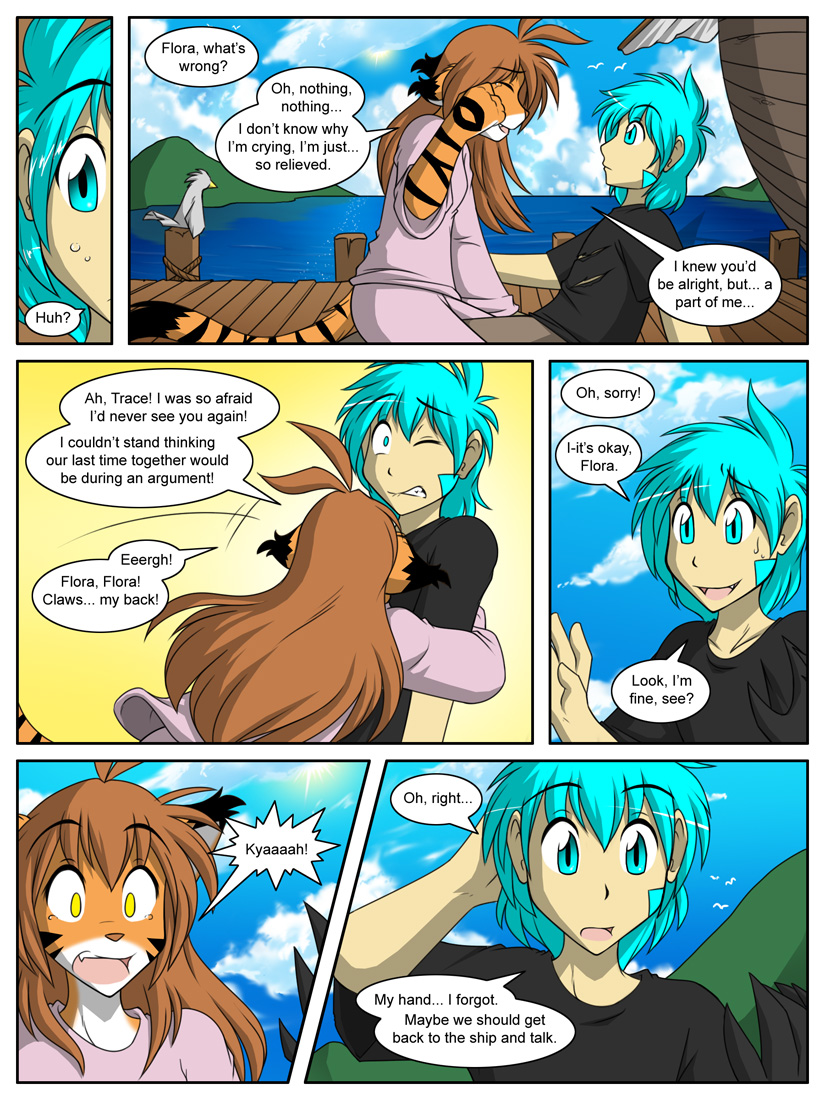 Huh?
Flora, what's
wrong?
Oh, nothing,
nothing...
I don't know why
I'm crying, I'm just...
so relieved.
I knew you'd
be alright, but... a
part of me...
Ah, Trace! I was so afraid
I'd never see you again!
I couldn't stand thinking
our last time together would
be during an argument!
Eeergh!
Flora, Flora!
Claws... my back!
Oh, sorry!
I-it's okay,
Flora.
Look, I'm
fine, see?
Kyaaaah!
Oh, right...
My hand... I forgot.
Maybe we should get
back to the ship and talk.